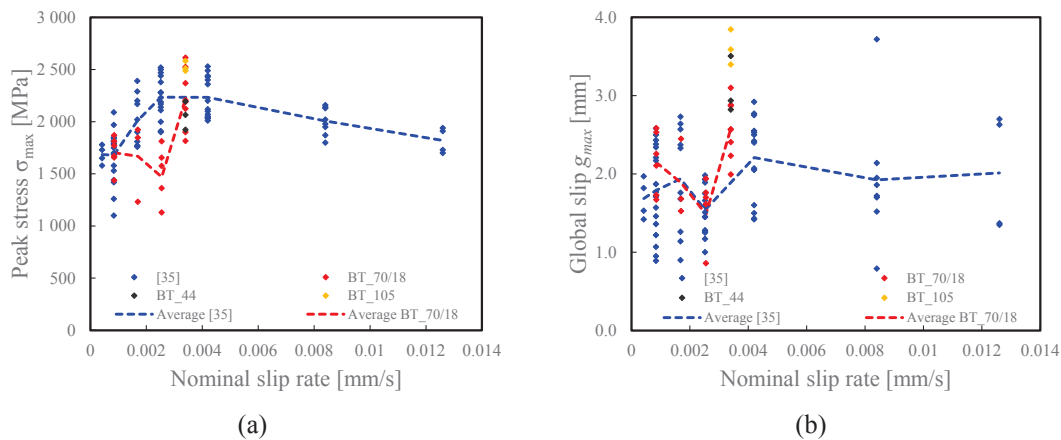 3 000
2 500
2 000
1 500
1 000
500
0
Peak stress σmax [MPa]
[35] BT_70/18
BT_44 BT_105
Average [35] Average BT_70/18
0 0.002 0.004 0.006 0.008 0.01 0.012 0.014
Nominal slip rate [mm/s]
(a)
4.0
3.0
2.0
1.0
0.0
Global slip gmax [mm]
[35] BT_70/18
BT_44 BT_105
Average [35] Average BT_70/18
0 0.002 0.004 0.006 0.008 0.01 0.012 0.014
Nominal slip rate [mm/s]
(b)